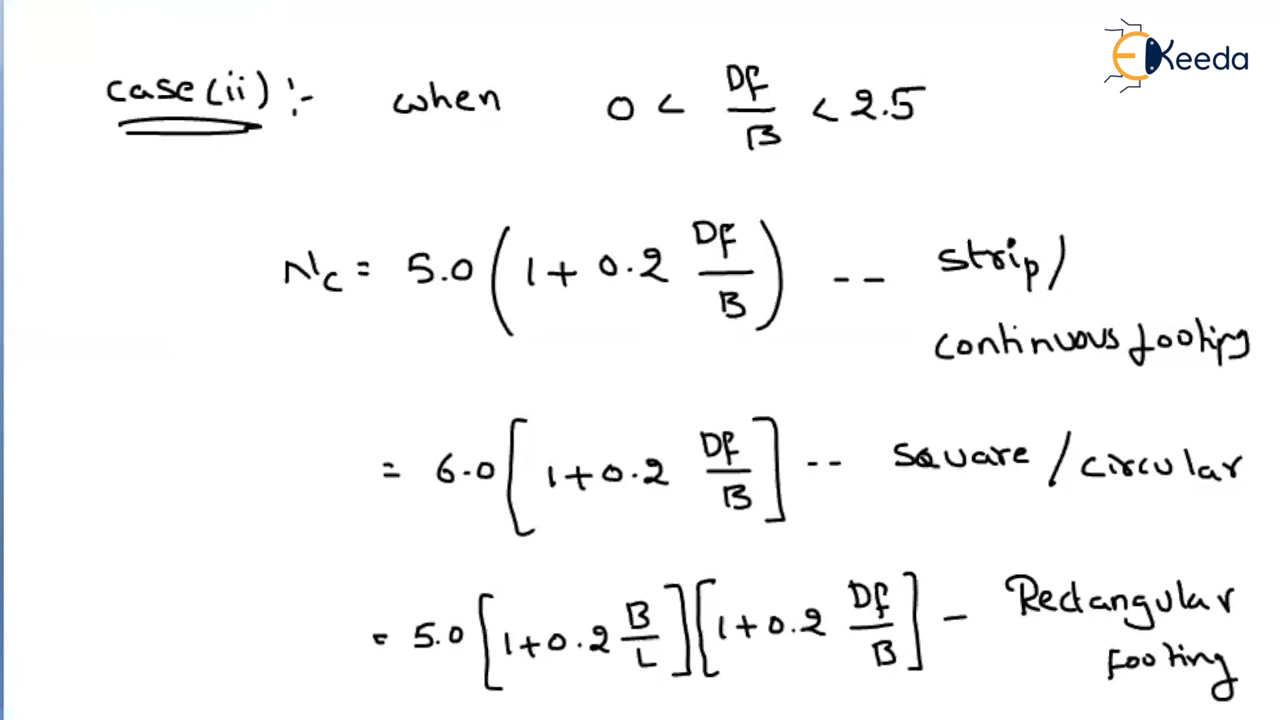 EKeeda
case(ii) :- when 0 < Df/B < 2.5
Nc = 5.0 (1 + 0.2 Df/B) -- strip/
continuous footing
= 6.0 [1 + 0.2 Df/B] -- square / circular
= 5.0 [1 + 0.2 B/L] [1 + 0.2 Df/B] - Rectangular
Footing